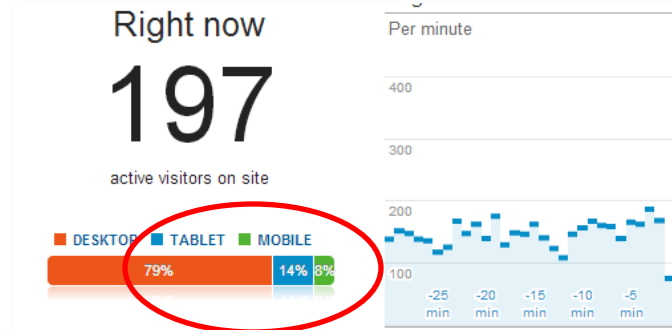 Right now
197
active visitors on site
DESKTOP TABLET MOBILE
79% 14% 8%
Per minute
400
300
200
100
-25 min
-20 min
-15 min
-10 min
-5 min